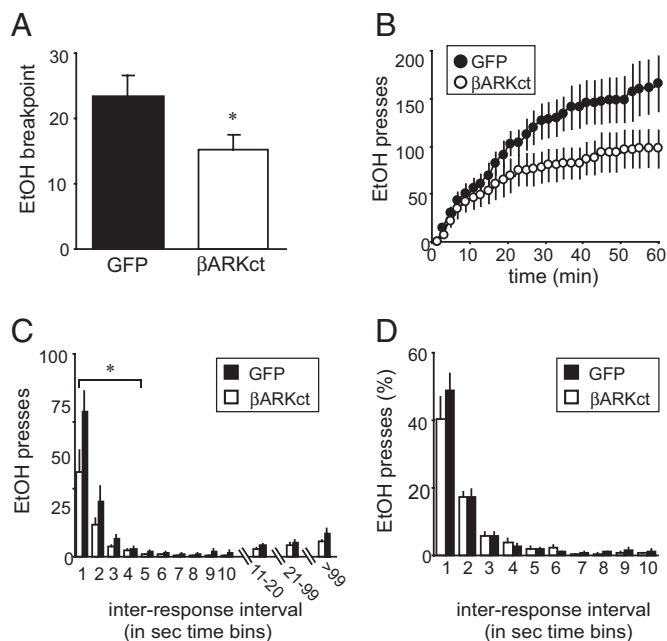 A
EtOH breakpoint
30
20
10
0
*
GFP
βARKct
B
EtOH presses
200
150
100
50
0
GFP
βARKct
0 10 20 30 40 50 60
time (min)
C
EtOH presses
100
75
50
25
0
*
GFP
βARKct
1 2 3 4 5 6 7 8 9 10 11-20 21-99 >99
inter-response interval
(in sec time bins)
D
EtOH presses (%)
60
40
20
0
GFP
βARKct
1 2 3 4 5 6 7 8 9 10
inter-response interval
(in sec time bins)